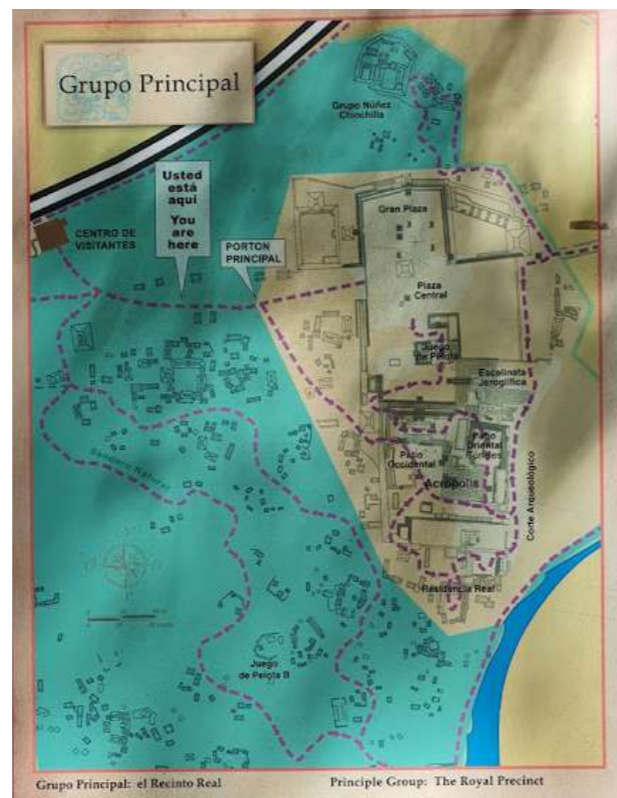 Grupo Principal
Grupo Núñez
Chinchilla
Usted
está
aquí
You
are
here
CENTRO DE
VISITANTES
PORTON
PRINCIPAL
Gran Plaza
Plaza
Central
Juego
de Pelota
Escalinata
Jeroglífica
Patio
Oriental
Patio
Occidental
Acrópolis
Corte Arqueológico
Sendero Natural
Residencia Real
Juego
de Pelota B
Grupo Principal: el Recinto Real
Principle Group: The Royal Precinct